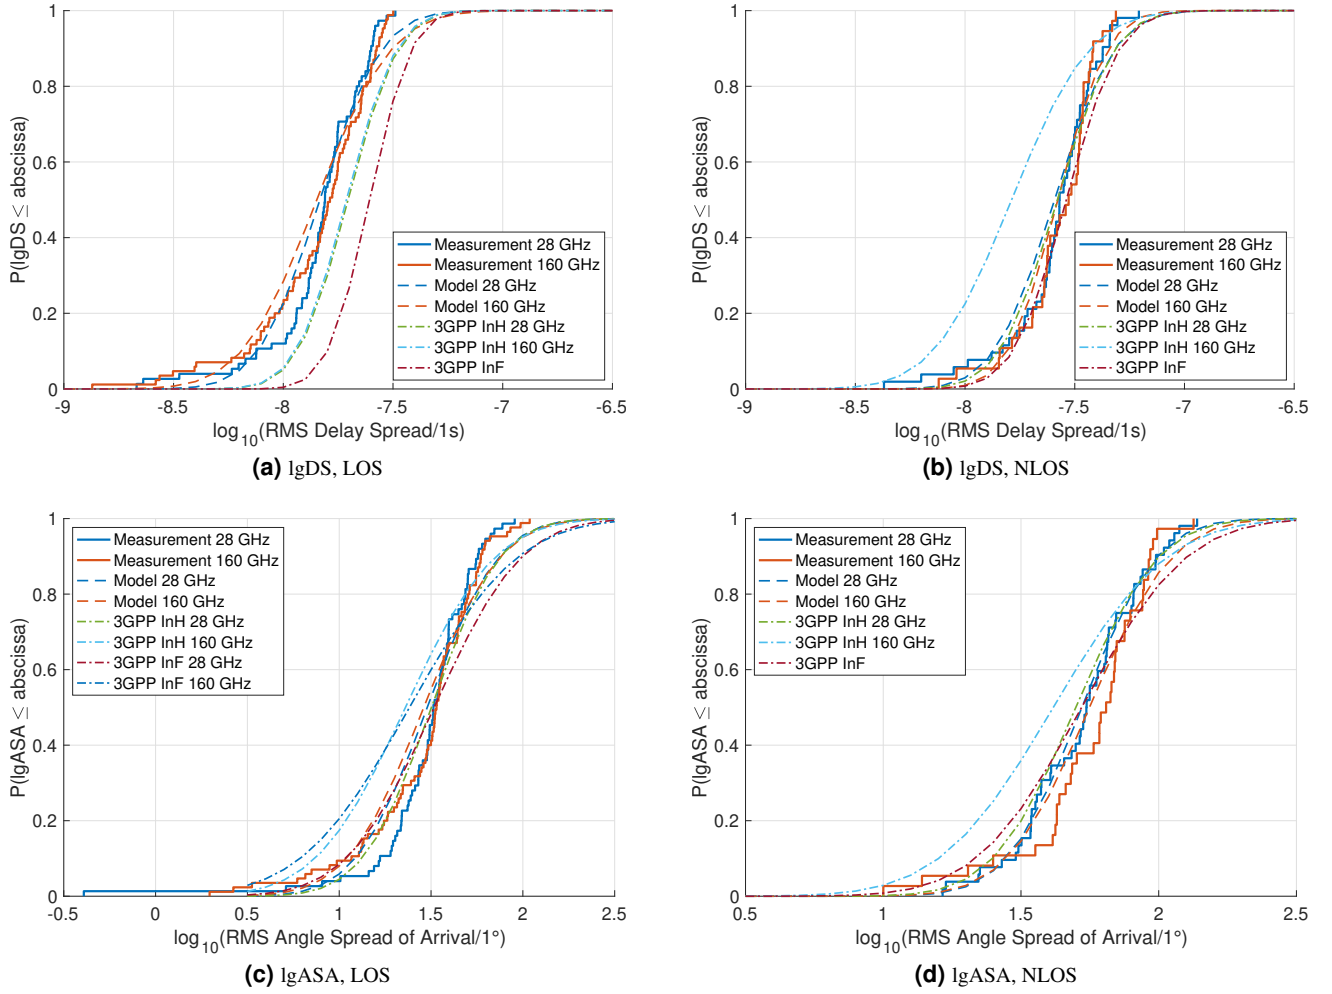 1
0.8
0.6
0.4
0.2
0
P(lgDS ≤ abscissa)
Measurement 28 GHz
Measurement 160 GHz
Model 28 GHz
Model 160 GHz
3GPP InH 28 GHz
3GPP InH 160 GHz
3GPP InF
-9 -8.5 -8 -7.5 -7 -6.5
log10(RMS Delay Spread/1s)
(a) lgDS, LOS
1
0.8
0.6
0.4
0.2
0
P(lgDS ≤ abscissa)
Measurement 28 GHz
Measurement 160 GHz
Model 28 GHz
Model 160 GHz
3GPP InH 28 GHz
3GPP InH 160 GHz
3GPP InF
-9 -8.5 -8 -7.5 -7 -6.5
log10(RMS Delay Spread/1s)
(b) lgDS, NLOS
1
0.8
0.6
0.4
0.2
0
P(lgASA ≤ abscissa)
Measurement 28 GHz
Measurement 160 GHz
Model 28 GHz
Model 160 GHz
3GPP InH 28 GHz
3GPP InH 160 GHz
3GPP InF 28 GHz
3GPP InF 160 GHz
-0.5 0 0.5 1 1.5 2 2.5
log10(RMS Angle Spread of Arrival/1°)
(c) lgASA, LOS
1
0.8
0.6
0.4
0.2
0
P(lgASA ≤ abscissa)
Measurement 28 GHz
Measurement 160 GHz
Model 28 GHz
Model 160 GHz
3GPP InH 28 GHz
3GPP InH 160 GHz
3GPP InF
0.5 1 1.5 2 2.5
log10(RMS Angle Spread of Arrival/1°)
(d) lgASA, NLOS